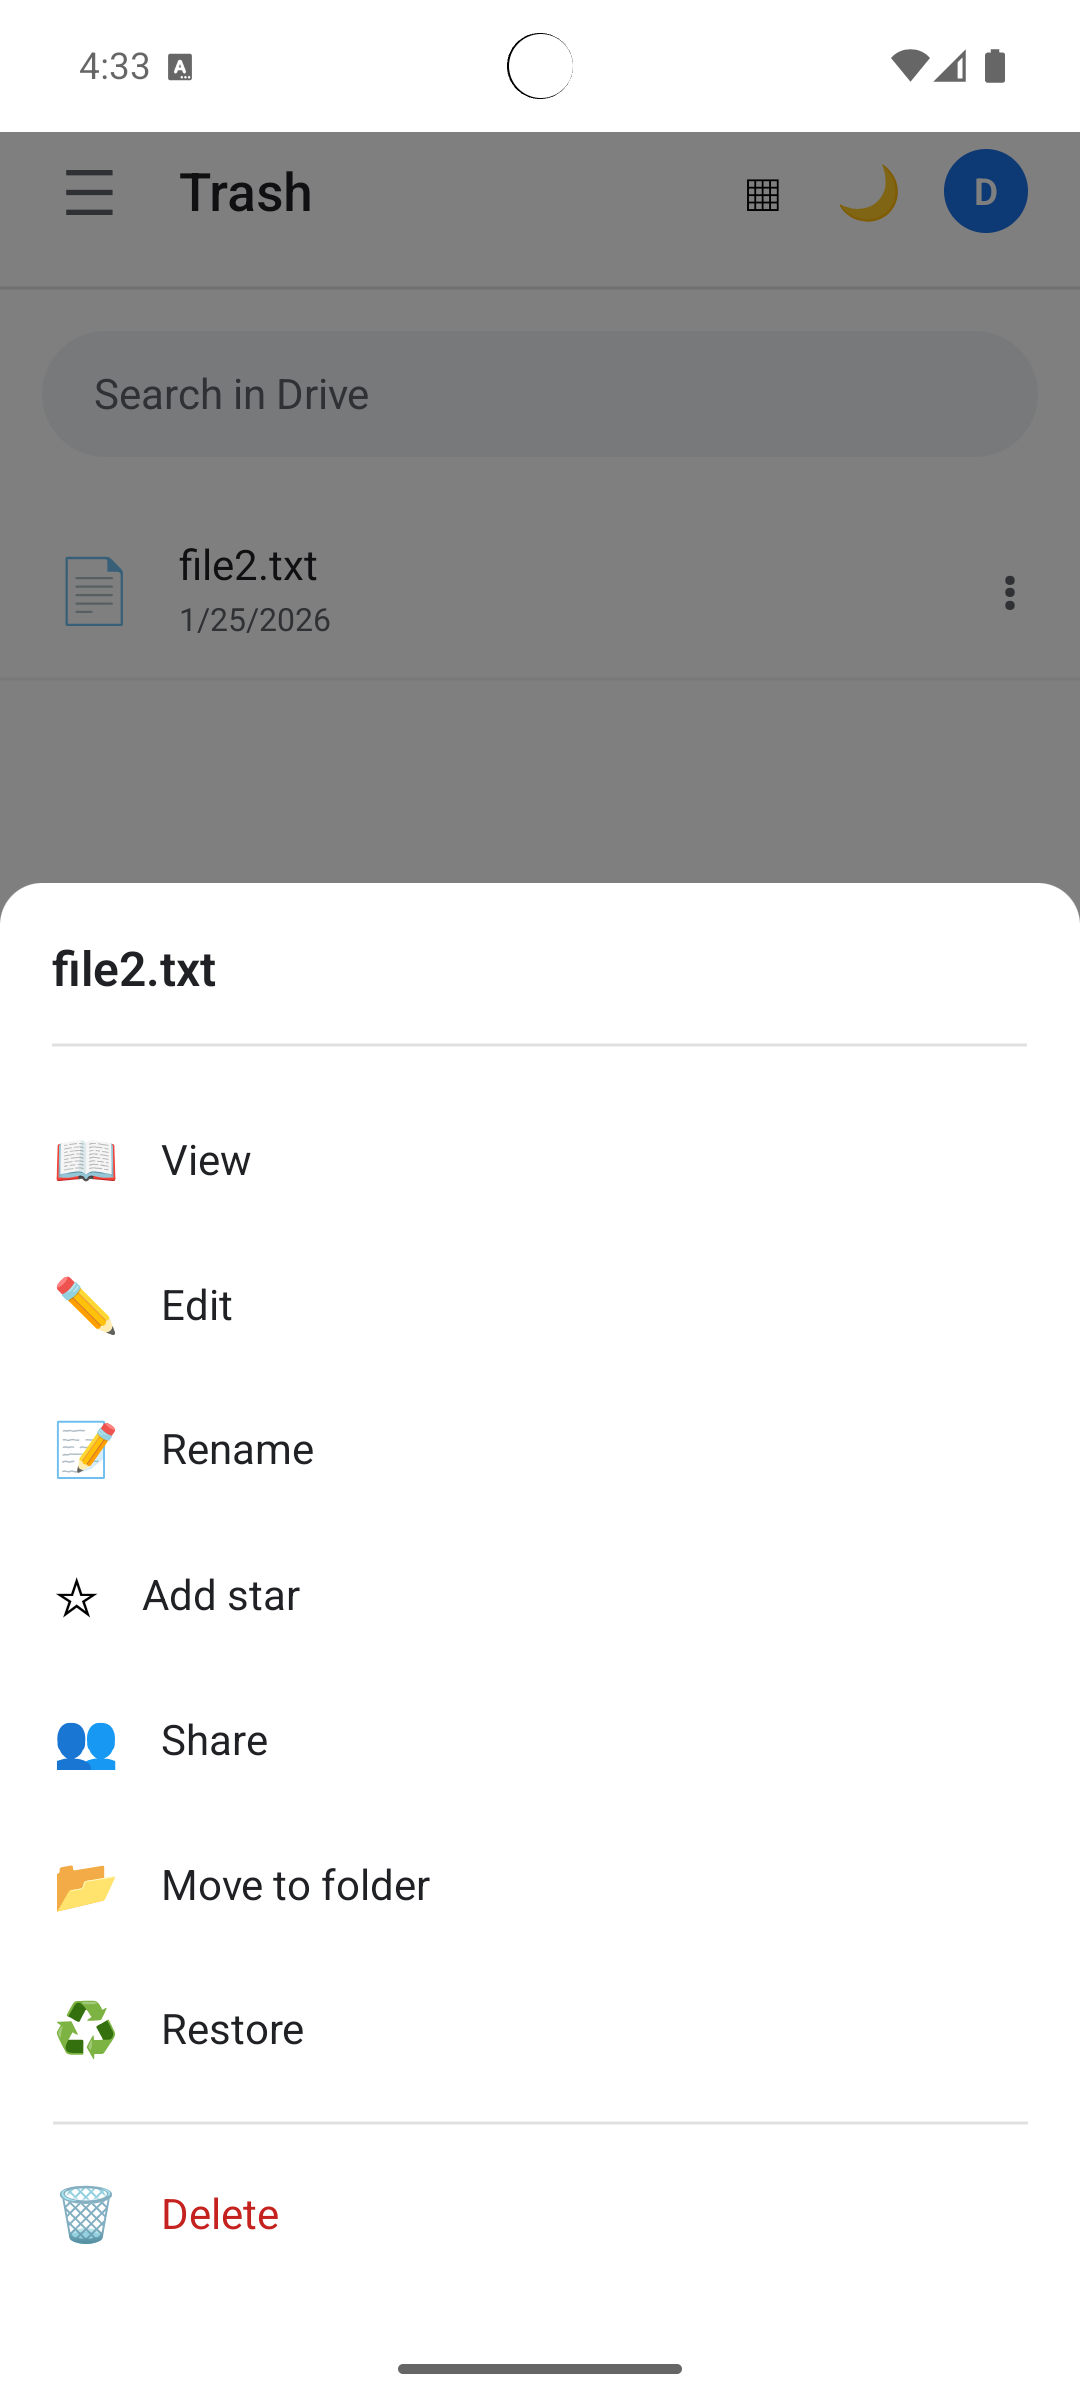 4:33
Trash
D
Search in Drive
file2.txt
1/25/2026
file2.txt
View
Edit
Rename
Add star
Share
Move to folder
Restore
Delete